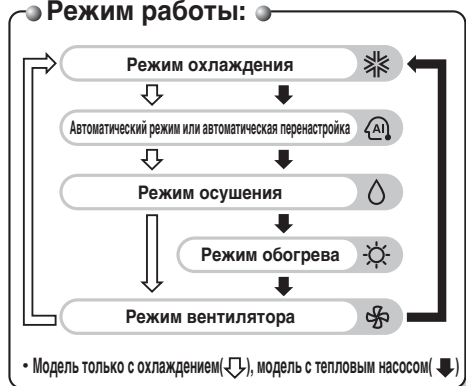 Режим работы:
Режим охлаждения
Автоматический режим или автоматическая перенастройка
AI
Режим осушения
Режим обогрева
Режим вентилятора
• Модель только с охлаждением(⇩), модель с тепловым насосом(⬇)